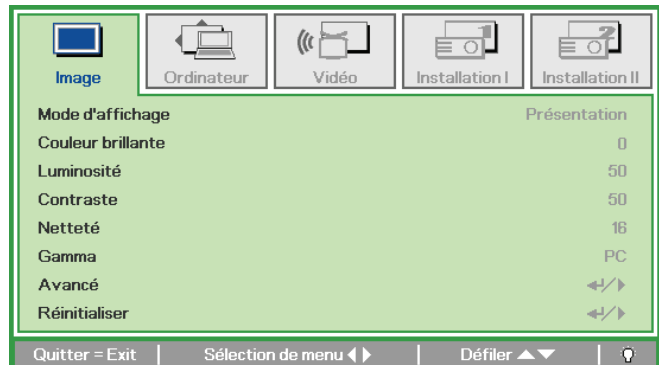 Image Ordinateur Vidéo Installation I Installation II
Mode d'affichage Présentation
Couleur brillante 0
Luminosité 50
Contraste 50
Netteté 16
Gamma PC
Avancé ↵/▶
Réinitialiser ↵/▶
Quitter = Exit Sélection de menu ◀▶ Défiler ▲▼